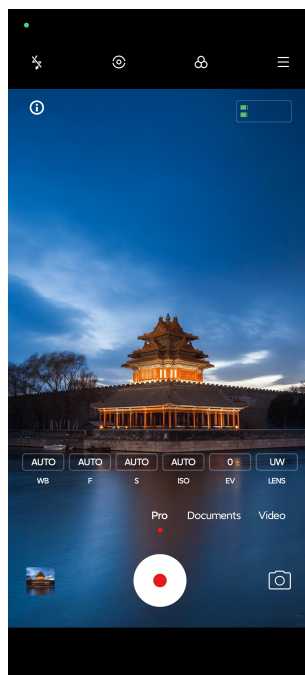 AUTO AUTO AUTO AUTO 0 UW
WB F S ISO EV LENS
Pro Documents Video